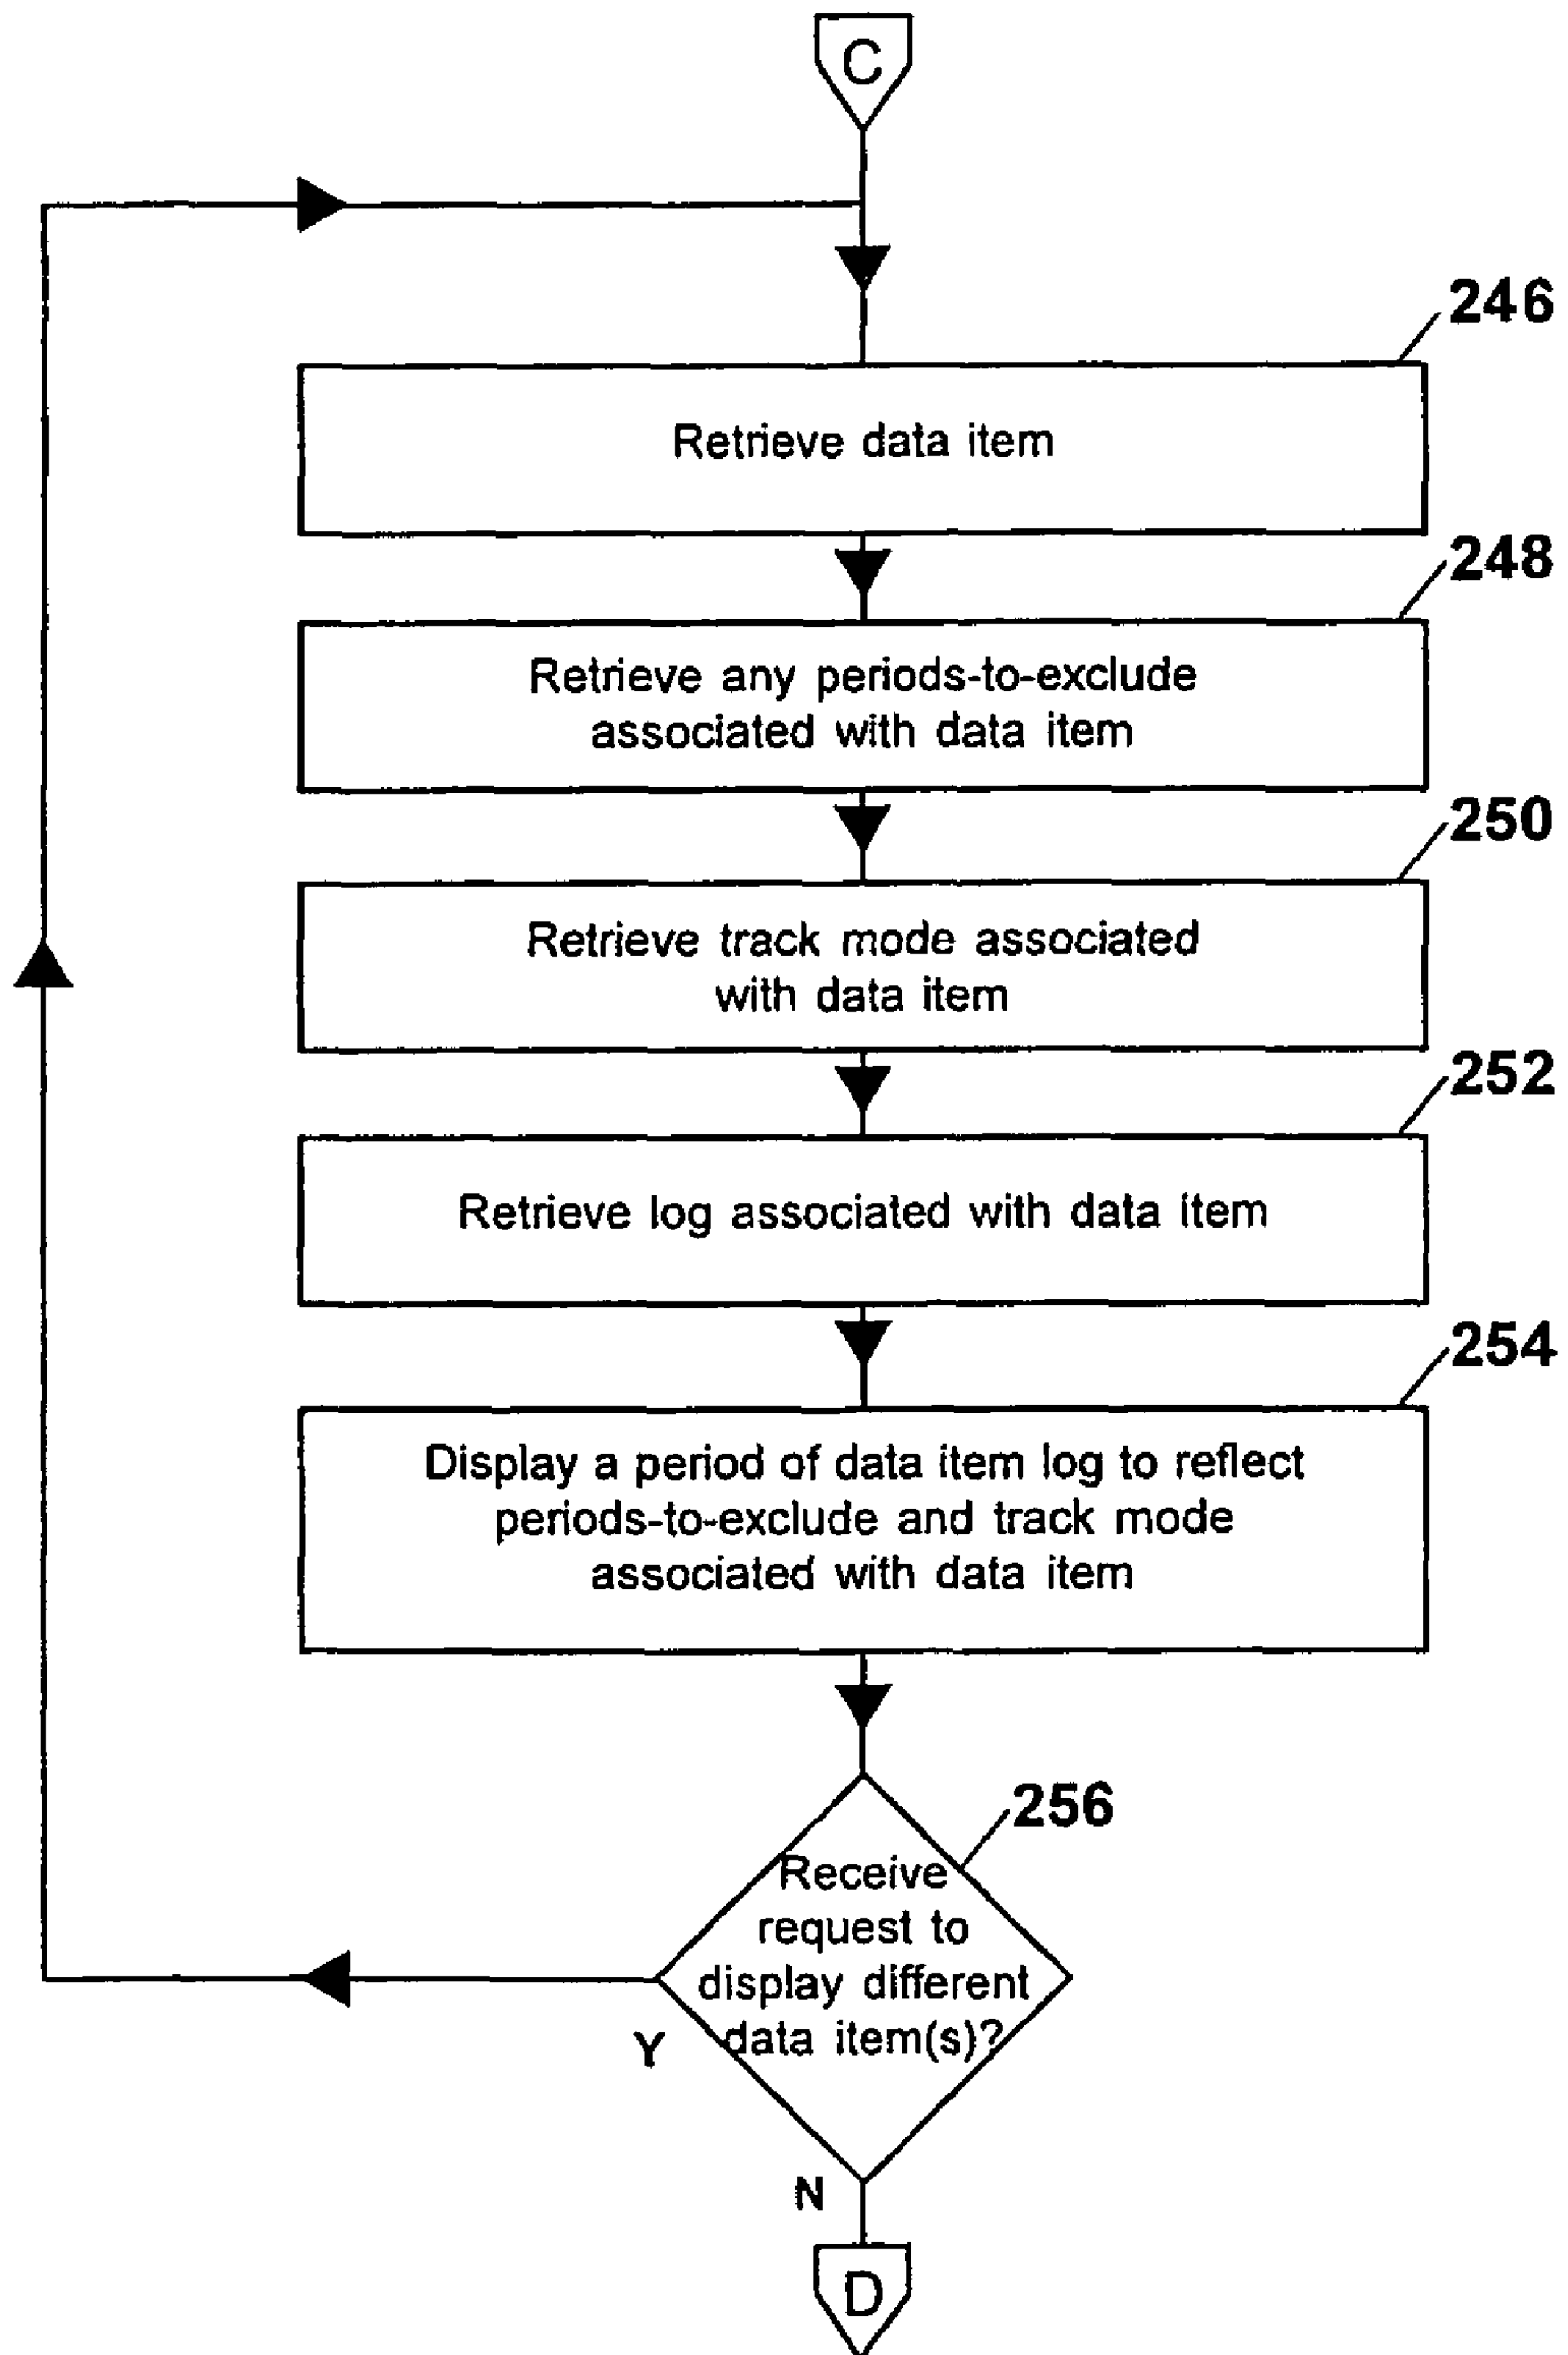 C
246
Retrieve data item
248
Retrieve any periods-to-exclude
associated with data item
250
Retrieve track mode associated
with data item
252
Retrieve log associated with data item
254
Display a period of data item log to reflect
periods-to-exclude and track mode
associated with data item
256
Receive
request to
display different
data item(s)?
Y
N
D